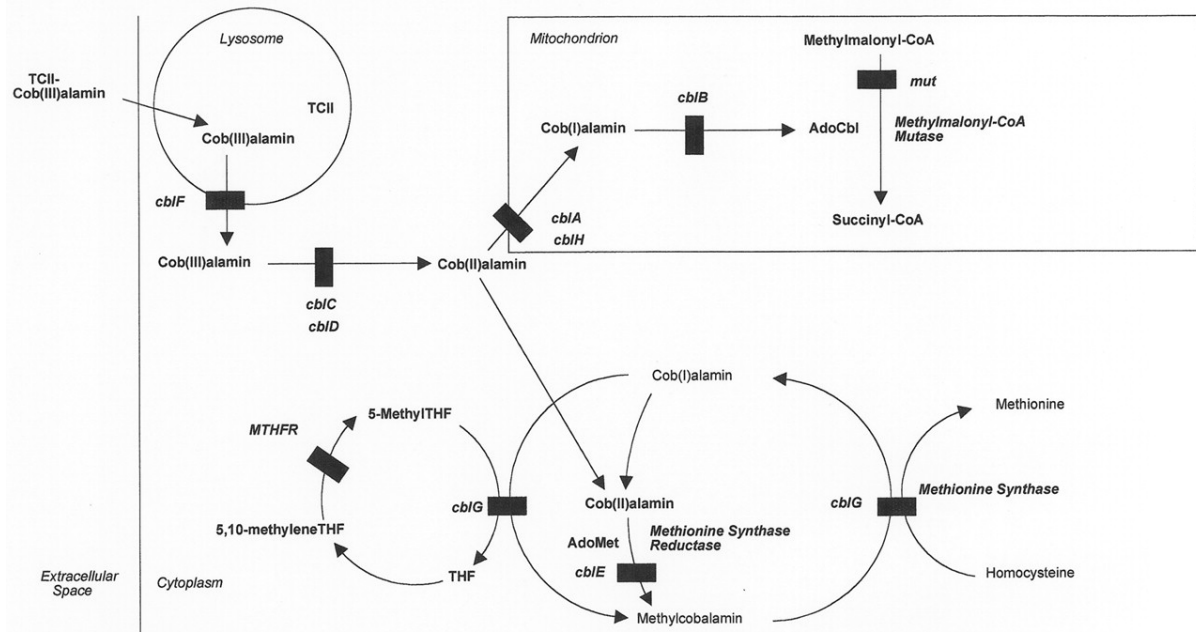 Lysosome
Mitochondrion
Methylmalonyl-CoA
TCII-
Cob(III)alamin
TCII
mut
cblB
Cob(III)alamin
Cob(I)alamin
AdoCbl
Methylmalonyl-CoA
Mutase
cblF
cblA
cblH
Succinyl-CoA
Cob(III)alamin
Cob(II)alamin
cblC
cblD
Cob(I)alamin
5-MethylTHF
Methionine
MTHFR
cblG
Cob(II)alamin
cblG
Methionine Synthase
5,10-methyleneTHF
AdoMet
Methionine Synthase
Reductase
cblE
THF
Homocysteine
Extracellular
Space
Cytoplasm
Methylcobalamin